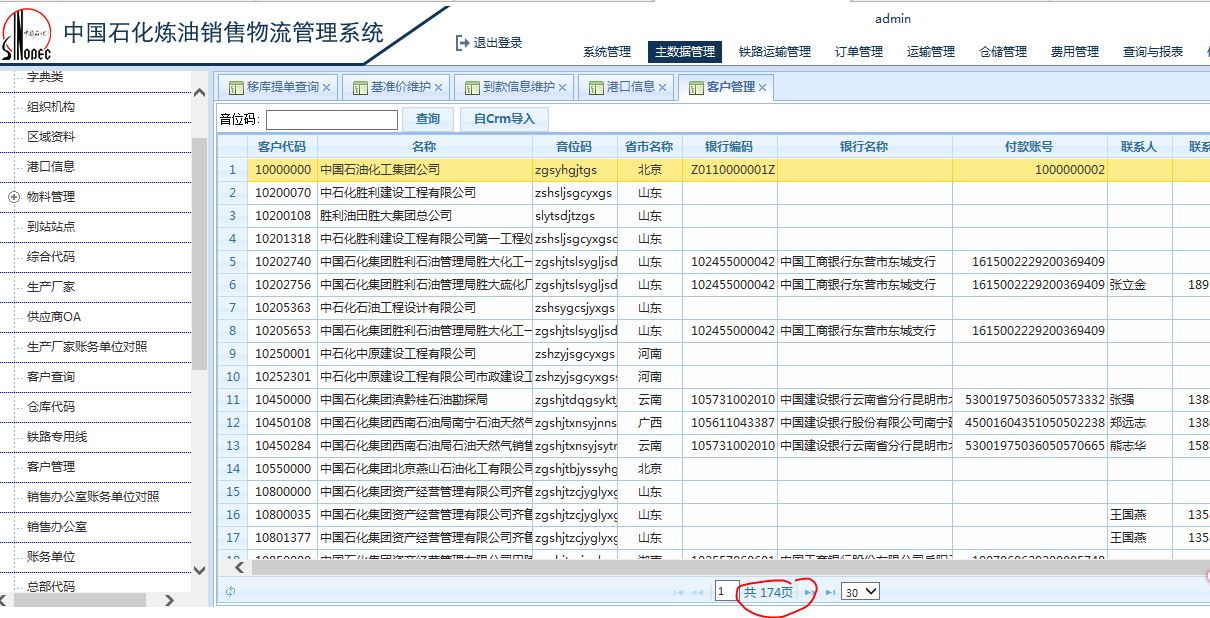 admin
中国石化炼油销售物流管理系统
退出登录
系统管理 主数据管理 铁路运输管理 订单管理 运输管理 仓储管理 费用管理 查询与报表
字典类
组织机构
区域资料
港口信息
物料管理
到站站点
综合代码
生产厂家
供应商OA
生产厂家账务单位对照
客户查询
仓库代码
铁路专用线
客户管理
销售办公室账务单位对照
销售办公室
账务单位
总部代码
移库提单查询 基准价维护 到款信息维护 港口信息 客户管理
音位码: 查询 自Crm导入
客户代码 名称 音位码 省市名称 银行编码 银行名称 付款账号 联系人
1 10000000 中国石油化工集团公司 zgsyhgjtgs 北京 Z0110000001Z 1000000002
2 10200070 中石化胜利建设工程有限公司 zshsljsgcyxgs 山东
3 10200108 胜利油田胜大集团总公司 slytsdjtzgs 山东
4 10201318 中石化胜利建设工程有限公司第一工程处 zshsljsgcyxgsd 山东
5 10202740 中国石化集团胜利石油管理局胜大化工一 zgshjtslsygljsd 山东 102455000042 中国工商银行东营市东城支行 1615002229200369409
6 10202756 中国石化集团胜利石油管理局胜大硫化厂 zgshjtslsygljsd 山东 102455000042 中国工商银行东营市东城支行 1615002229200369409 张立金 189
7 10205363 中石化石油工程设计有限公司 zshsygcsjyxgs 山东
8 10205653 中国石化集团胜利石油管理局胜大化工一 zgshjtslsygljsd 山东 102455000042 中国工商银行东营市东城支行 1615002229200369409
9 10250001 中石化中原建设工程有限公司 zshzyjsgcyxgs 河南
10 10252301 中石化中原建设工程有限公司市政建设工 zshzyjsgcyxgs 河南
11 10450000 中国石化集团滇黔桂石油勘探局 zgshjtdqgsyktj 云南 105731002010 中国建设银行云南省分行昆明市 53001975036050573332 张强 138
12 10450108 中国石化集团西南石油局南宁石油天然气 zgshjtxnsyjnns 广西 105611043387 中国建设银行股份有限公司南宁 45001604351050502238 郑远志 138
13 10450284 中国石化集团西南石油局石油天然气销售 zgshjtxnsyjsytr 云南 105731002010 中国建设银行云南省分行昆明市 53001975036050570665 熊志华 158
14 10550000 中国石化集团北京燕山石油化工有限公司 zgshjtbjyssyhg 北京
15 10800000 中国石化集团资产经营管理有限公司齐鲁 zgshjtzcjyglyxg 山东
16 10800035 中国石化集团资产经营管理有限公司齐鲁 zgshjtzcjyglyxg 山东 王国燕 135
17 10801377 中国石化集团资产经营管理有限公司齐鲁 zgshjtzcjyglyxg 山东 王国燕 135
1 共 174页 30